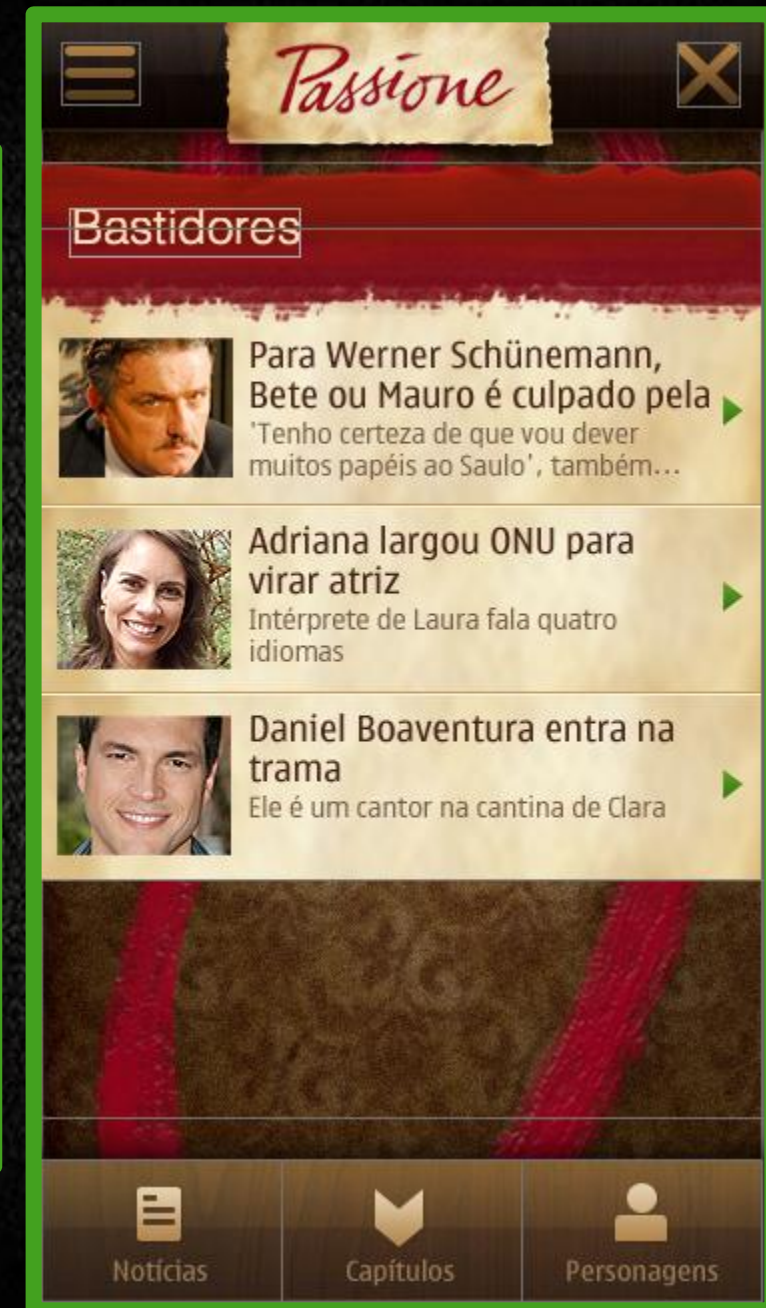 Passione
Bastidores
Para Werner Schünemann,
Bete ou Mauro é culpado pela
'Tenho certeza de que vou dever
muitos papéis ao Saulo', também...
Adriana largou ONU para
virar atriz
Intérprete de Laura fala quatro
idiomas
Daniel Boaventura entra na
trama
Ele é um cantor na cantina de Clara
Notícias
Capítulos
Personagens